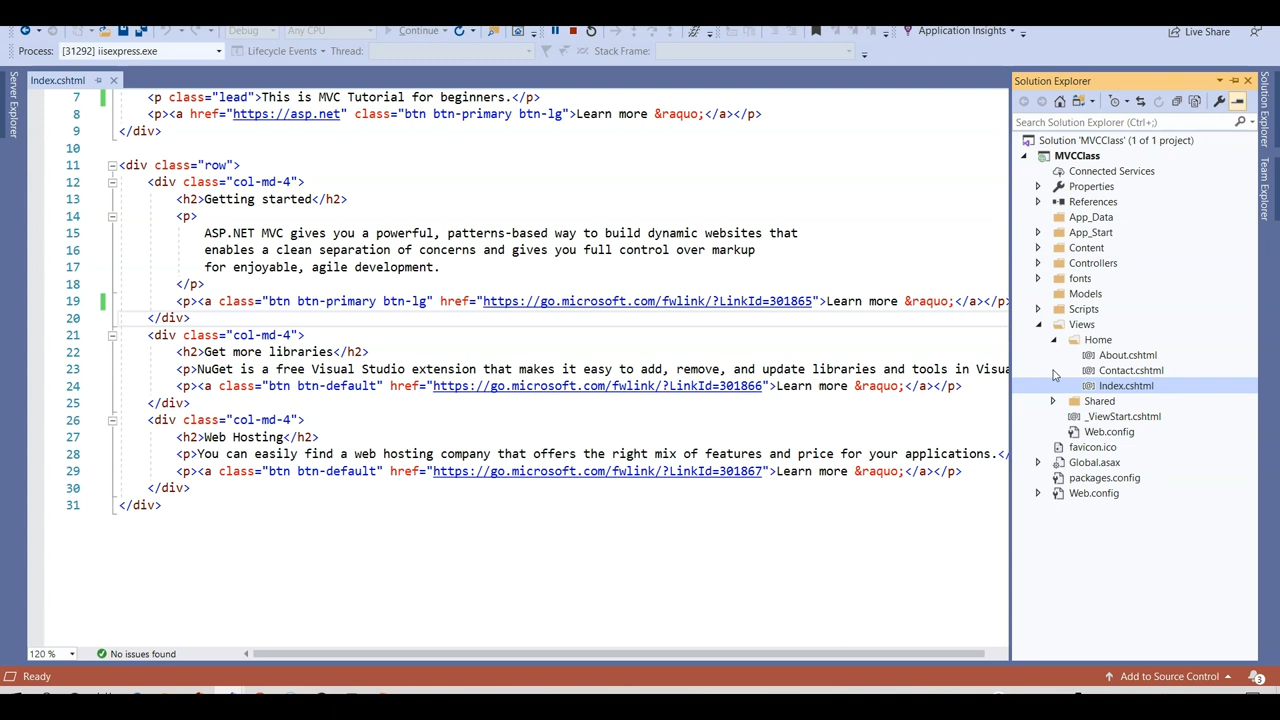 Debug
Any CPU
Continue
Application Insights
Live Share
Process: [31292] iisexpress.exe
Lifecycle Events
Thread:
Stack Frame:
Server Explorer
Index.cshtml
7 <p class="lead">This is MVC Tutorial for beginners.</p>
8 <p><a href="https://asp.net" class="btn btn-primary btn-lg">Learn more &raquo;</a></p>
9 </div>
10
11 <div class="row">
12 <div class="col-md-4">
13 <h2>Getting started</h2>
14 <p>
15 ASP.NET MVC gives you a powerful, patterns-based way to build dynamic websites that
16 enables a clean separation of concerns and gives you full control over markup
17 for enjoyable, agile development.
18 </p>
19 <p><a class="btn btn-primary btn-lg" href="https://go.microsoft.com/fwlink/?LinkId=301865">Learn more &raquo;</a></p>
20 </div>
21 <div class="col-md-4">
22 <h2>Get more libraries</h2>
23 <p>NuGet is a free Visual Studio extension that makes it easy to add, remove, and update libraries and tools in Visua
24 <p><a class="btn btn-default" href="https://go.microsoft.com/fwlink/?LinkId=301866">Learn more &raquo;</a></p>
25 </div>
26 <div class="col-md-4">
27 <h2>Web Hosting</h2>
28 <p>You can easily find a web hosting company that offers the right mix of features and price for your applications.</
29 <p><a class="btn btn-default" href="https://go.microsoft.com/fwlink/?LinkId=301867">Learn more &raquo;</a></p>
30 </div>
31 </div>
120 %
No issues found
Solution Explorer
Search Solution Explorer (Ctrl+;)
Solution 'MVCClass' (1 of 1 project)
MVCClass
Connected Services
Properties
References
App_Data
App_Start
Content
Controllers
fonts
Models
Scripts
Views
Home
About.cshtml
Contact.cshtml
Index.cshtml
Shared
_ViewStart.cshtml
Web.config
favicon.ico
Global.asax
packages.config
Web.config
Solution Explorer
Team Explorer
Ready
Add to Source Control
3